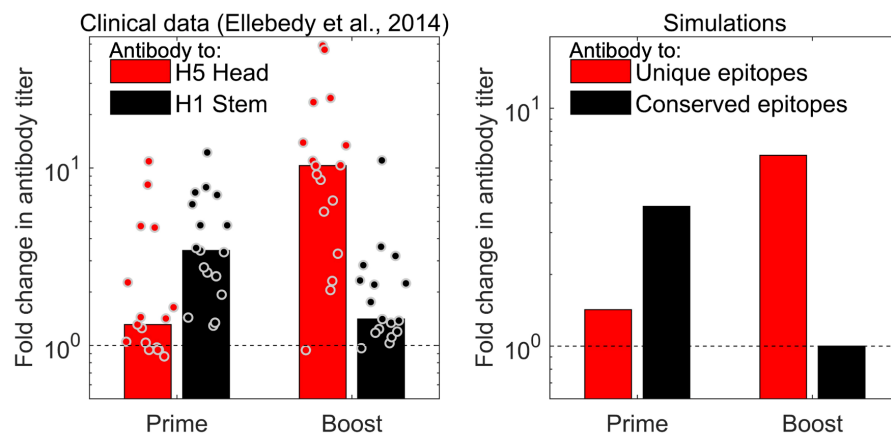 Clinical data (Ellebedy et al., 2014)
Antibody to:
H5 Head
H1 Stem
Fold change in antibody titer
10^1
10^0
Prime
Boost
Simulations
Antibody to:
Unique epitopes
Conserved epitopes
Fold change in antibody titer
10^1
10^0
Prime
Boost